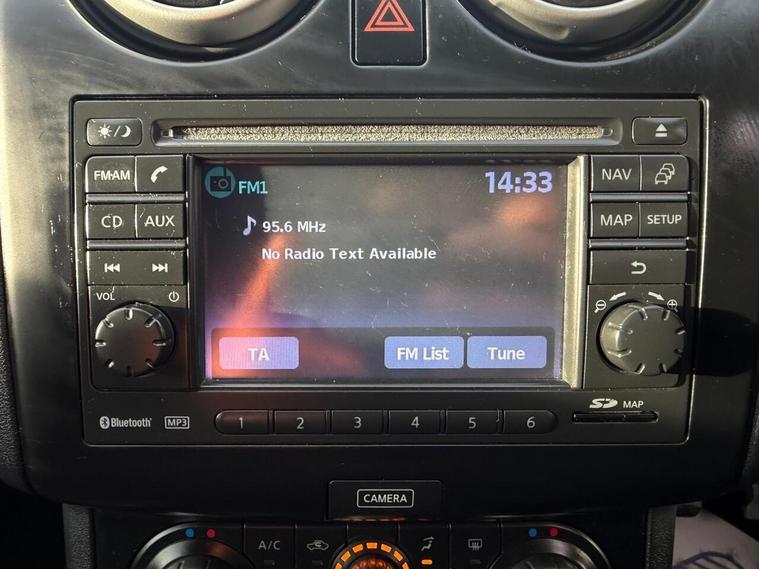 FM·AM
NAV
FM1
14:33
CD
AUX
95.6 MHz
MAP
SETUP
No Radio Text Available
VOL
TA
FM List
Tune
Bluetooth
MP3
1
2
3
4
5
6
SD MAP
CAMERA
A/C